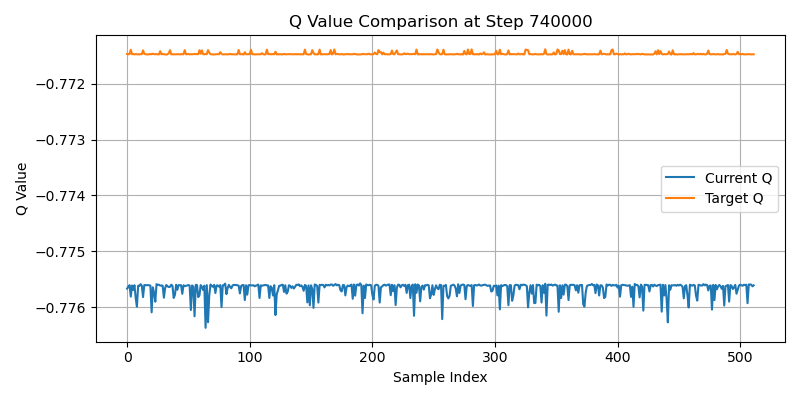 Q Value Comparison at Step 740000
−0.772
−0.773
−0.774
−0.775
−0.776
Q Value
Current Q
Target Q
0
100
200
300
400
500
Sample Index